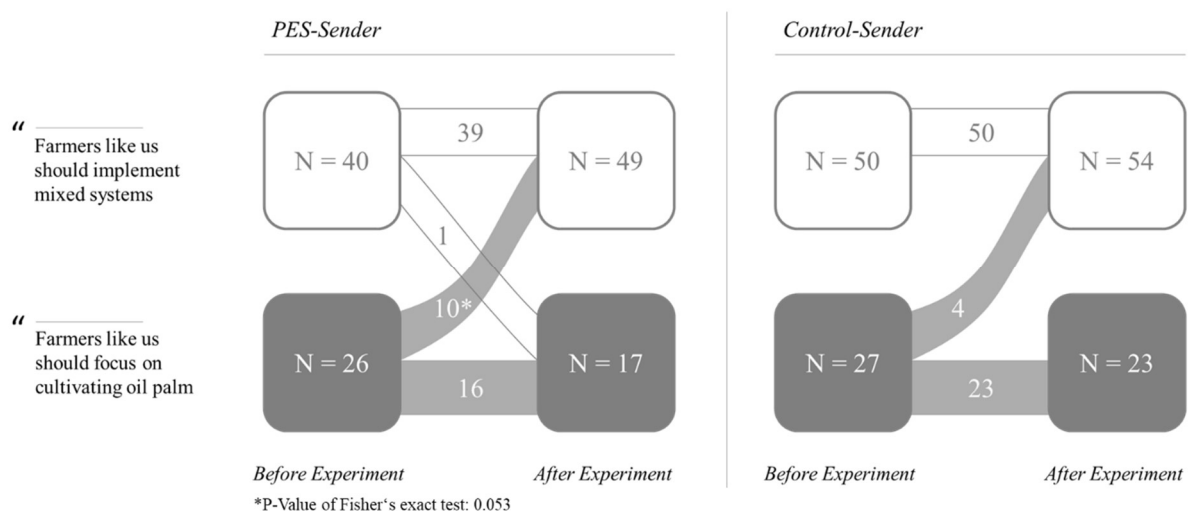 PES-Sender
Control-Sender
“
Farmers like us
should implement
mixed systems
N = 40
39
N = 49
N = 50
50
N = 54
1
10*
4
“
Farmers like us
should focus on
cultivating oil palm
N = 26
16
N = 17
N = 27
23
N = 23
Before Experiment
After Experiment
Before Experiment
After Experiment
*P-Value of Fisher‘s exact test: 0.053